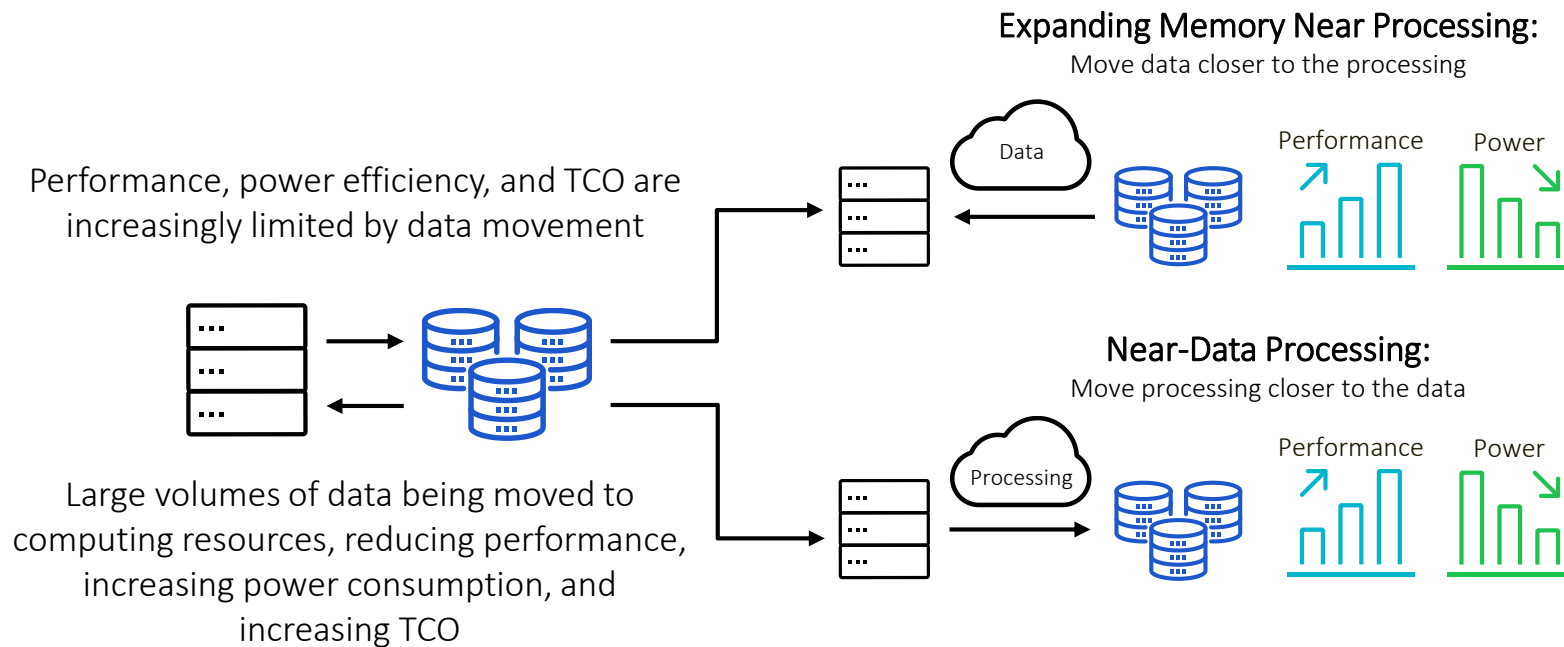 Performance, power efficiency, and TCO are
increasingly limited by data movement
Large volumes of data being moved to
computing resources, reducing performance,
increasing power consumption, and
increasing TCO
Expanding Memory Near Processing:
Move data closer to the processing
Data
Performance
Power
Near-Data Processing:
Move processing closer to the data
Processing
Performance
Power